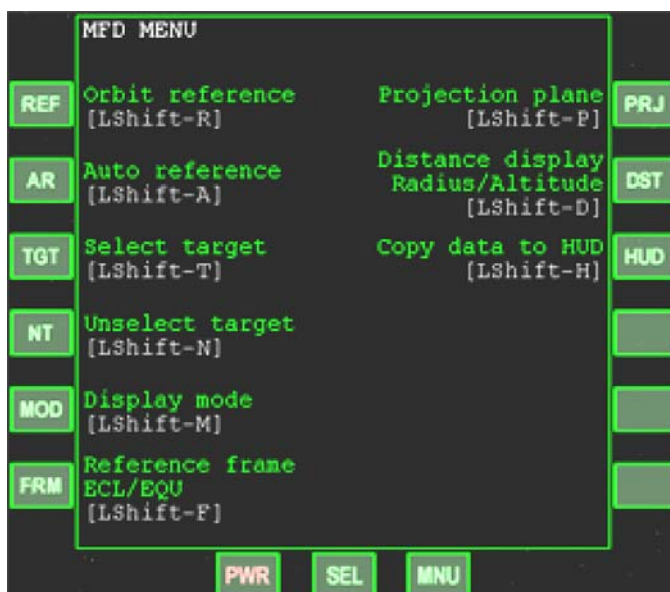 MFD MENU
REF Orbit reference Projection plane PRJ
[LShift-R] [LShift-P]
AR Auto reference Distance display DST
[LShift-A] Radius/Altitude
[LShift-D]
TGT Select target Copy data to HUD HUD
[LShift-T] [LShift-H]
NT Unselect target
[LShift-N]
MOD Display mode
[LShift-M]
FRM Reference frame
ECL/EQU
[LShift-F]
PWR SEL MNU